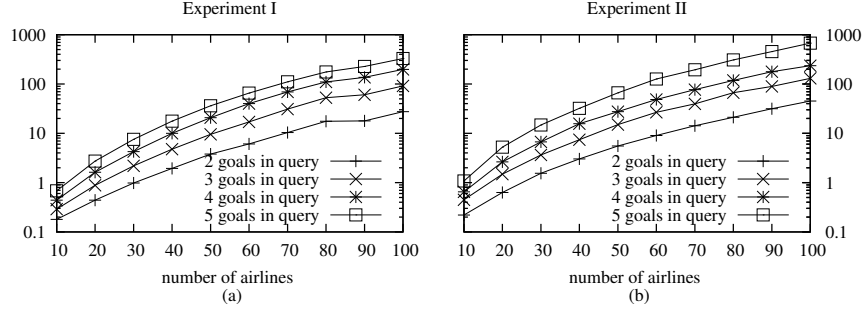 Experiment I
1000
100
10
1
0.1
2 goals in query
3 goals in query
4 goals in query
5 goals in query
10 20 30 40 50 60 70 80 90 100
number of airlines
(a)
Experiment II
1000
100
10
1
0.1
2 goals in query
3 goals in query
4 goals in query
5 goals in query
10 20 30 40 50 60 70 80 90 100
number of airlines
(b)